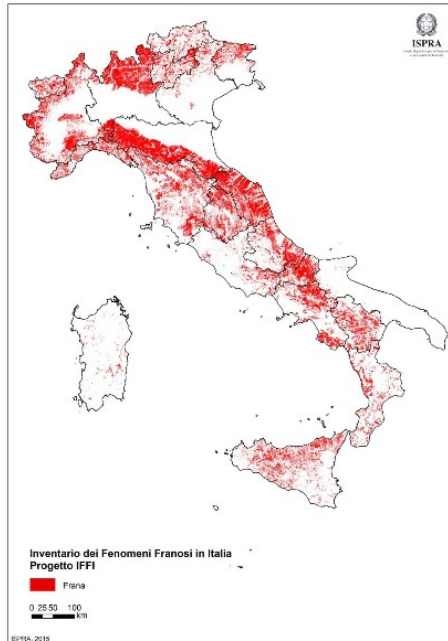 ISPRA
Inventario dei Fenomeni Franosi in Italia
Progetto IFFI
Frana
0 25 50 100
km
ISPRA, 2015